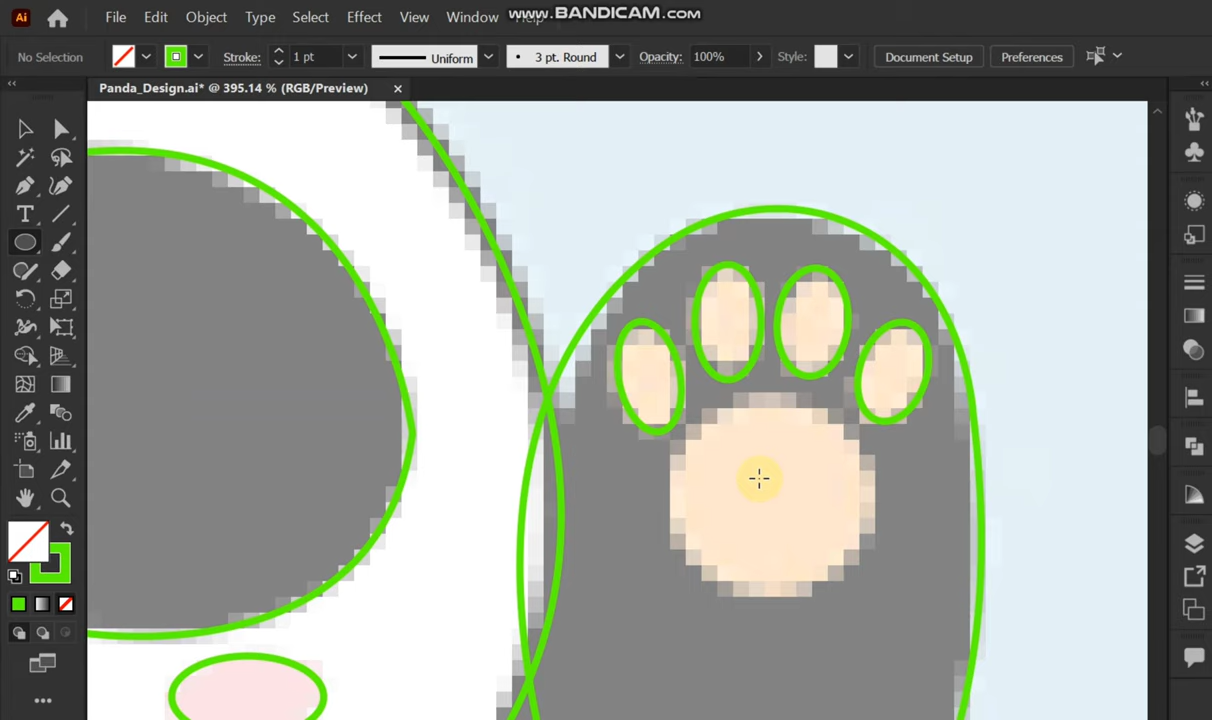 Ai File Edit Object Type Select Effect View Window Help
www.BANDICAM.com
No Selection Stroke: 1 pt Uniform 3 pt. Round Opacity: 100% Style: Document Setup Preferences
Panda_Design.ai* @ 395.14 % (RGB/Preview) ×